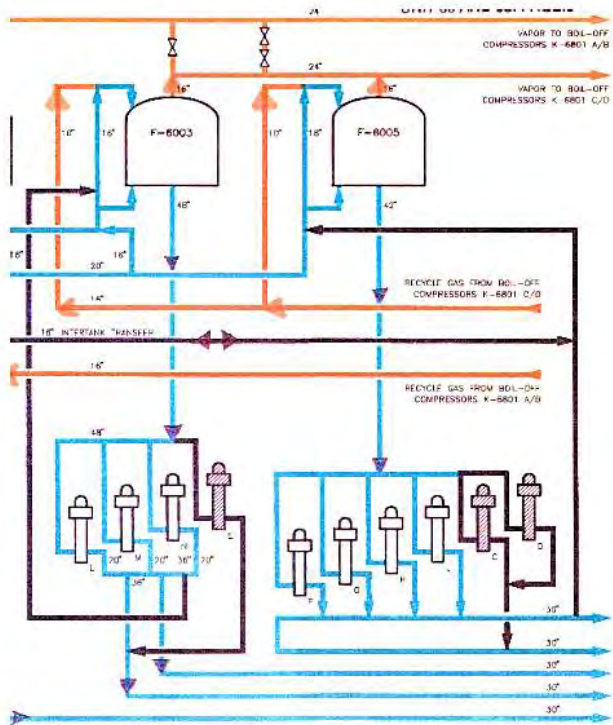 24"
VAPOR TO BOIL-OFF
COMPRESSORS K-6801 A/B
24"
VAPOR TO BOIL-OFF
COMPRESSORS K-6801 C/D
16"
16"
F-6003
F-6005
10"
16"
10"
18"
48"
42"
16"
20"
RECYCLE GAS FROM BOIL-OFF
COMPRESSORS K-6801 C/D
14"
INTERTANK TRANSFER
16"
RECYCLE GAS FROM BOIL-OFF
COMPRESSORS K-6801 A/B
48"
L
M
N
20"
20"
36"
20"
36"
C
D
30"
30"
30"
30"
30"